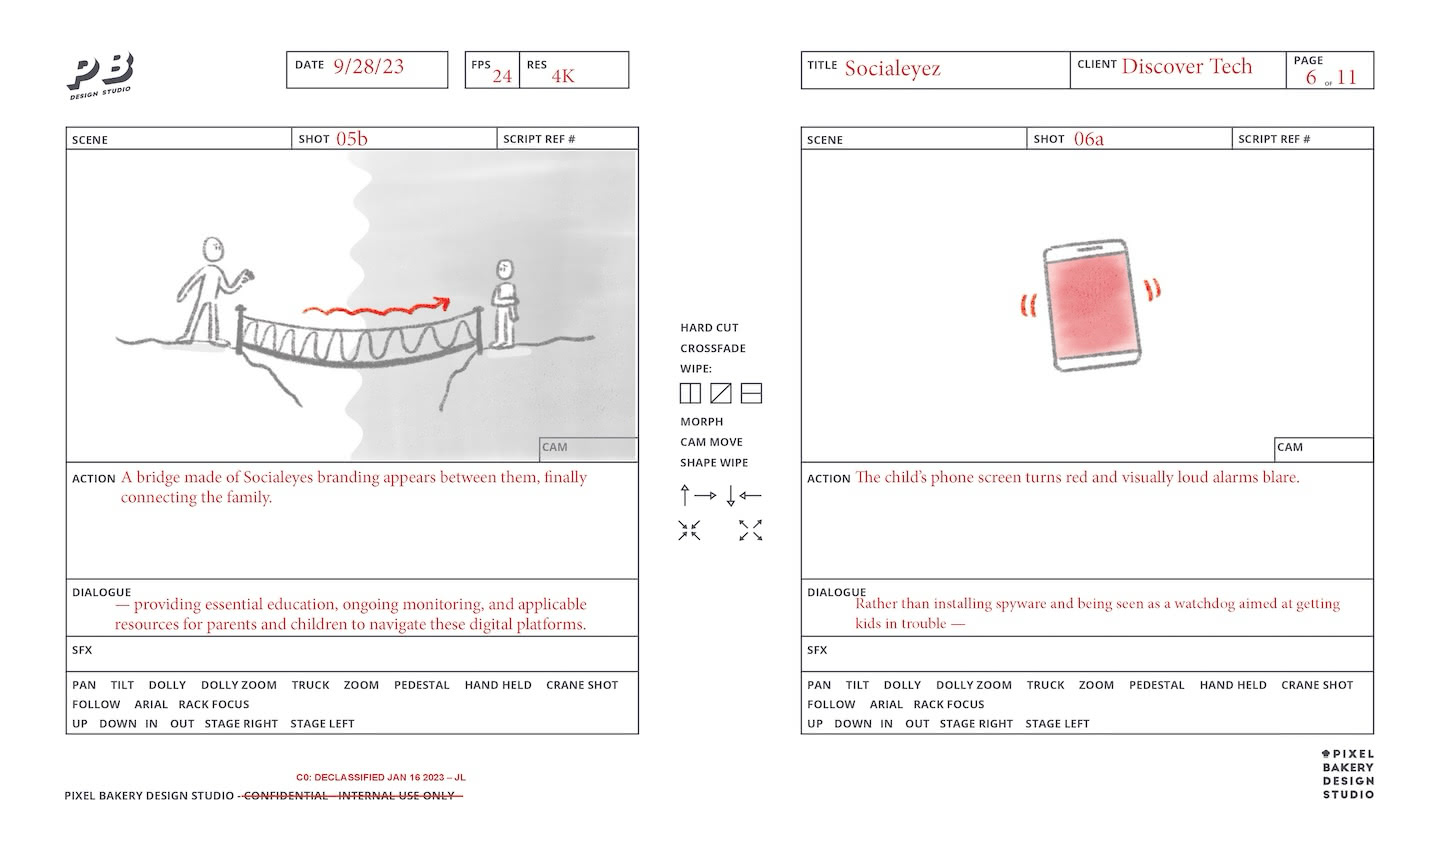 PB
DESIGN STUDIO
DATE 9/28/23
FPS 24
RES 4K
TITLE Socialeyez
CLIENT Discover Tech
PAGE 6 of 11
SCENE
SHOT 05b
SCRIPT REF #
CAM
ACTION A bridge made of Socialeyes branding appears between them, finally
connecting the family.
DIALOGUE
— providing essential education, ongoing monitoring, and applicable
resources for parents and children to navigate these digital platforms.
SFX
PAN TILT DOLLY DOLLY ZOOM TRUCK ZOOM PEDESTAL HAND HELD CRANE SHOT
FOLLOW ARIAL RACK FOCUS
UP DOWN IN OUT STAGE RIGHT STAGE LEFT
HARD CUT
CROSSFADE
WIPE:
MORPH
CAM MOVE
SHAPE WIPE
SCENE
SHOT 06a
SCRIPT REF #
CAM
ACTION The child's phone screen turns red and visually loud alarms blare.
DIALOGUE
Rather than installing spyware and being seen as a watchdog aimed at getting
kids in trouble —
SFX
PAN TILT DOLLY DOLLY ZOOM TRUCK ZOOM PEDESTAL HAND HELD CRANE SHOT
FOLLOW ARIAL RACK FOCUS
UP DOWN IN OUT STAGE RIGHT STAGE LEFT
C0: DECLASSIFIED JAN 16 2023 – JL
PIXEL BAKERY DESIGN STUDIO - CONFIDENTIAL - INTERNAL USE ONLY
PIXEL
BAKERY
DESIGN
STUDIO